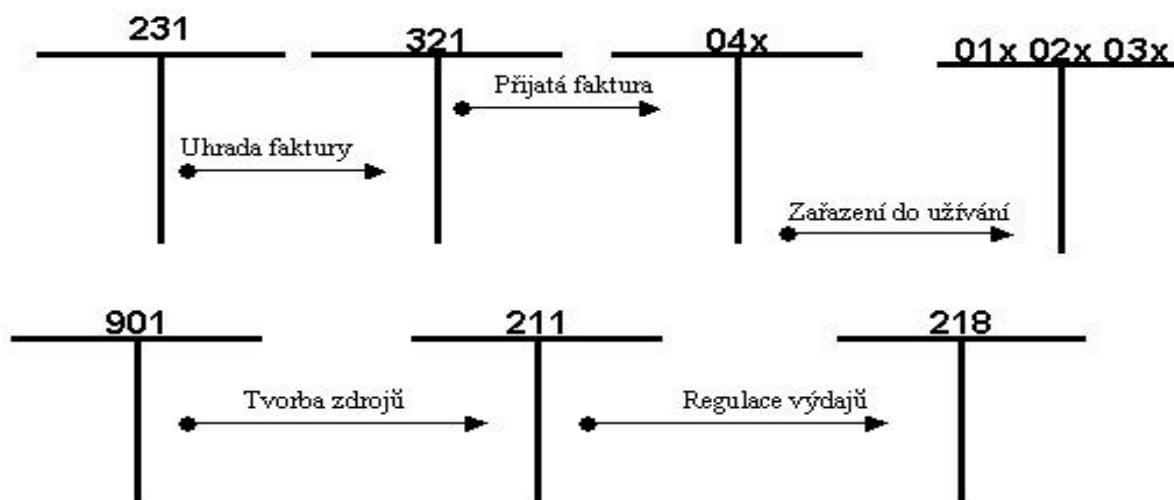 231 321 04x 01x 02x 03x
Přijatá faktura
Uhrada faktury
Zařazení do užívání
901 211 218
Tvorba zdrojů Regulace výdajů